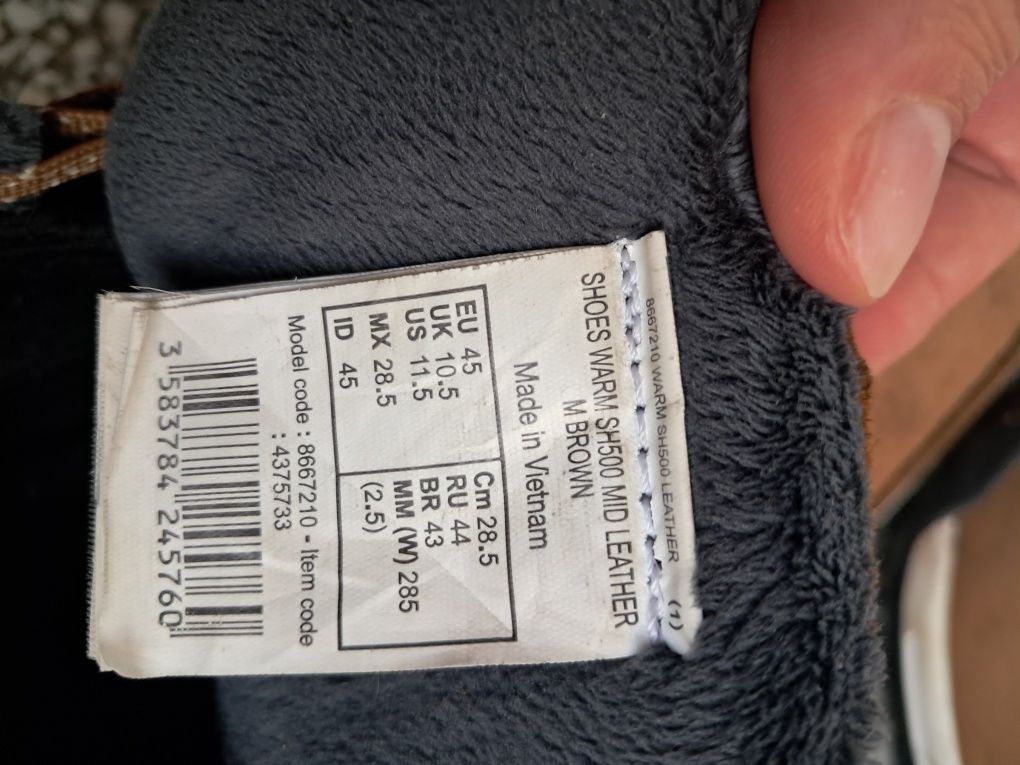 8667210 WARM SH500 LEATHER (1)
SHOES WARM SH500 MID LEATHER
M BROWN
Made in Vietnam
EU 45 Cm 28.5
UK 10.5 RU 44
US 11.5 BR 43
MX 28.5 MM (W) 285
ID 45 (2.5)
Model code : 8667210 - Item code
: 4375733
3 583784 245760